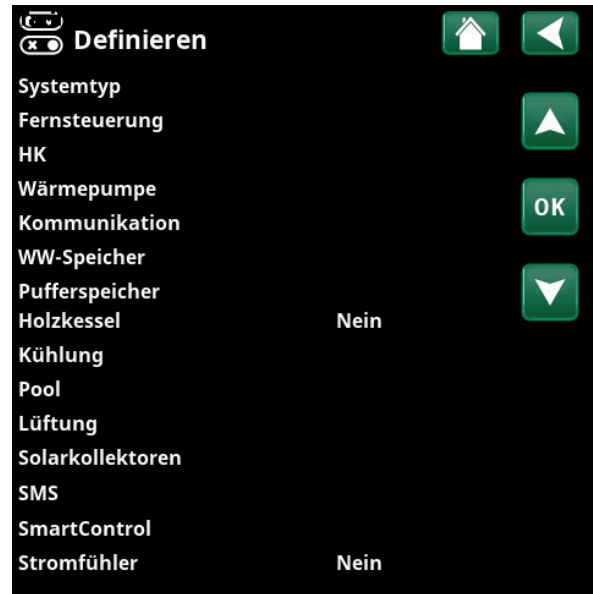 Definieren
Systemtyp
Fernsteuerung
HK
Wärmepumpe
OK
Kommunikation
WW-Speicher
Pufferspeicher
Holzkessel Nein
Kühlung
Pool
Lüftung
Solarkollektoren
SMS
SmartControl
Stromfühler Nein